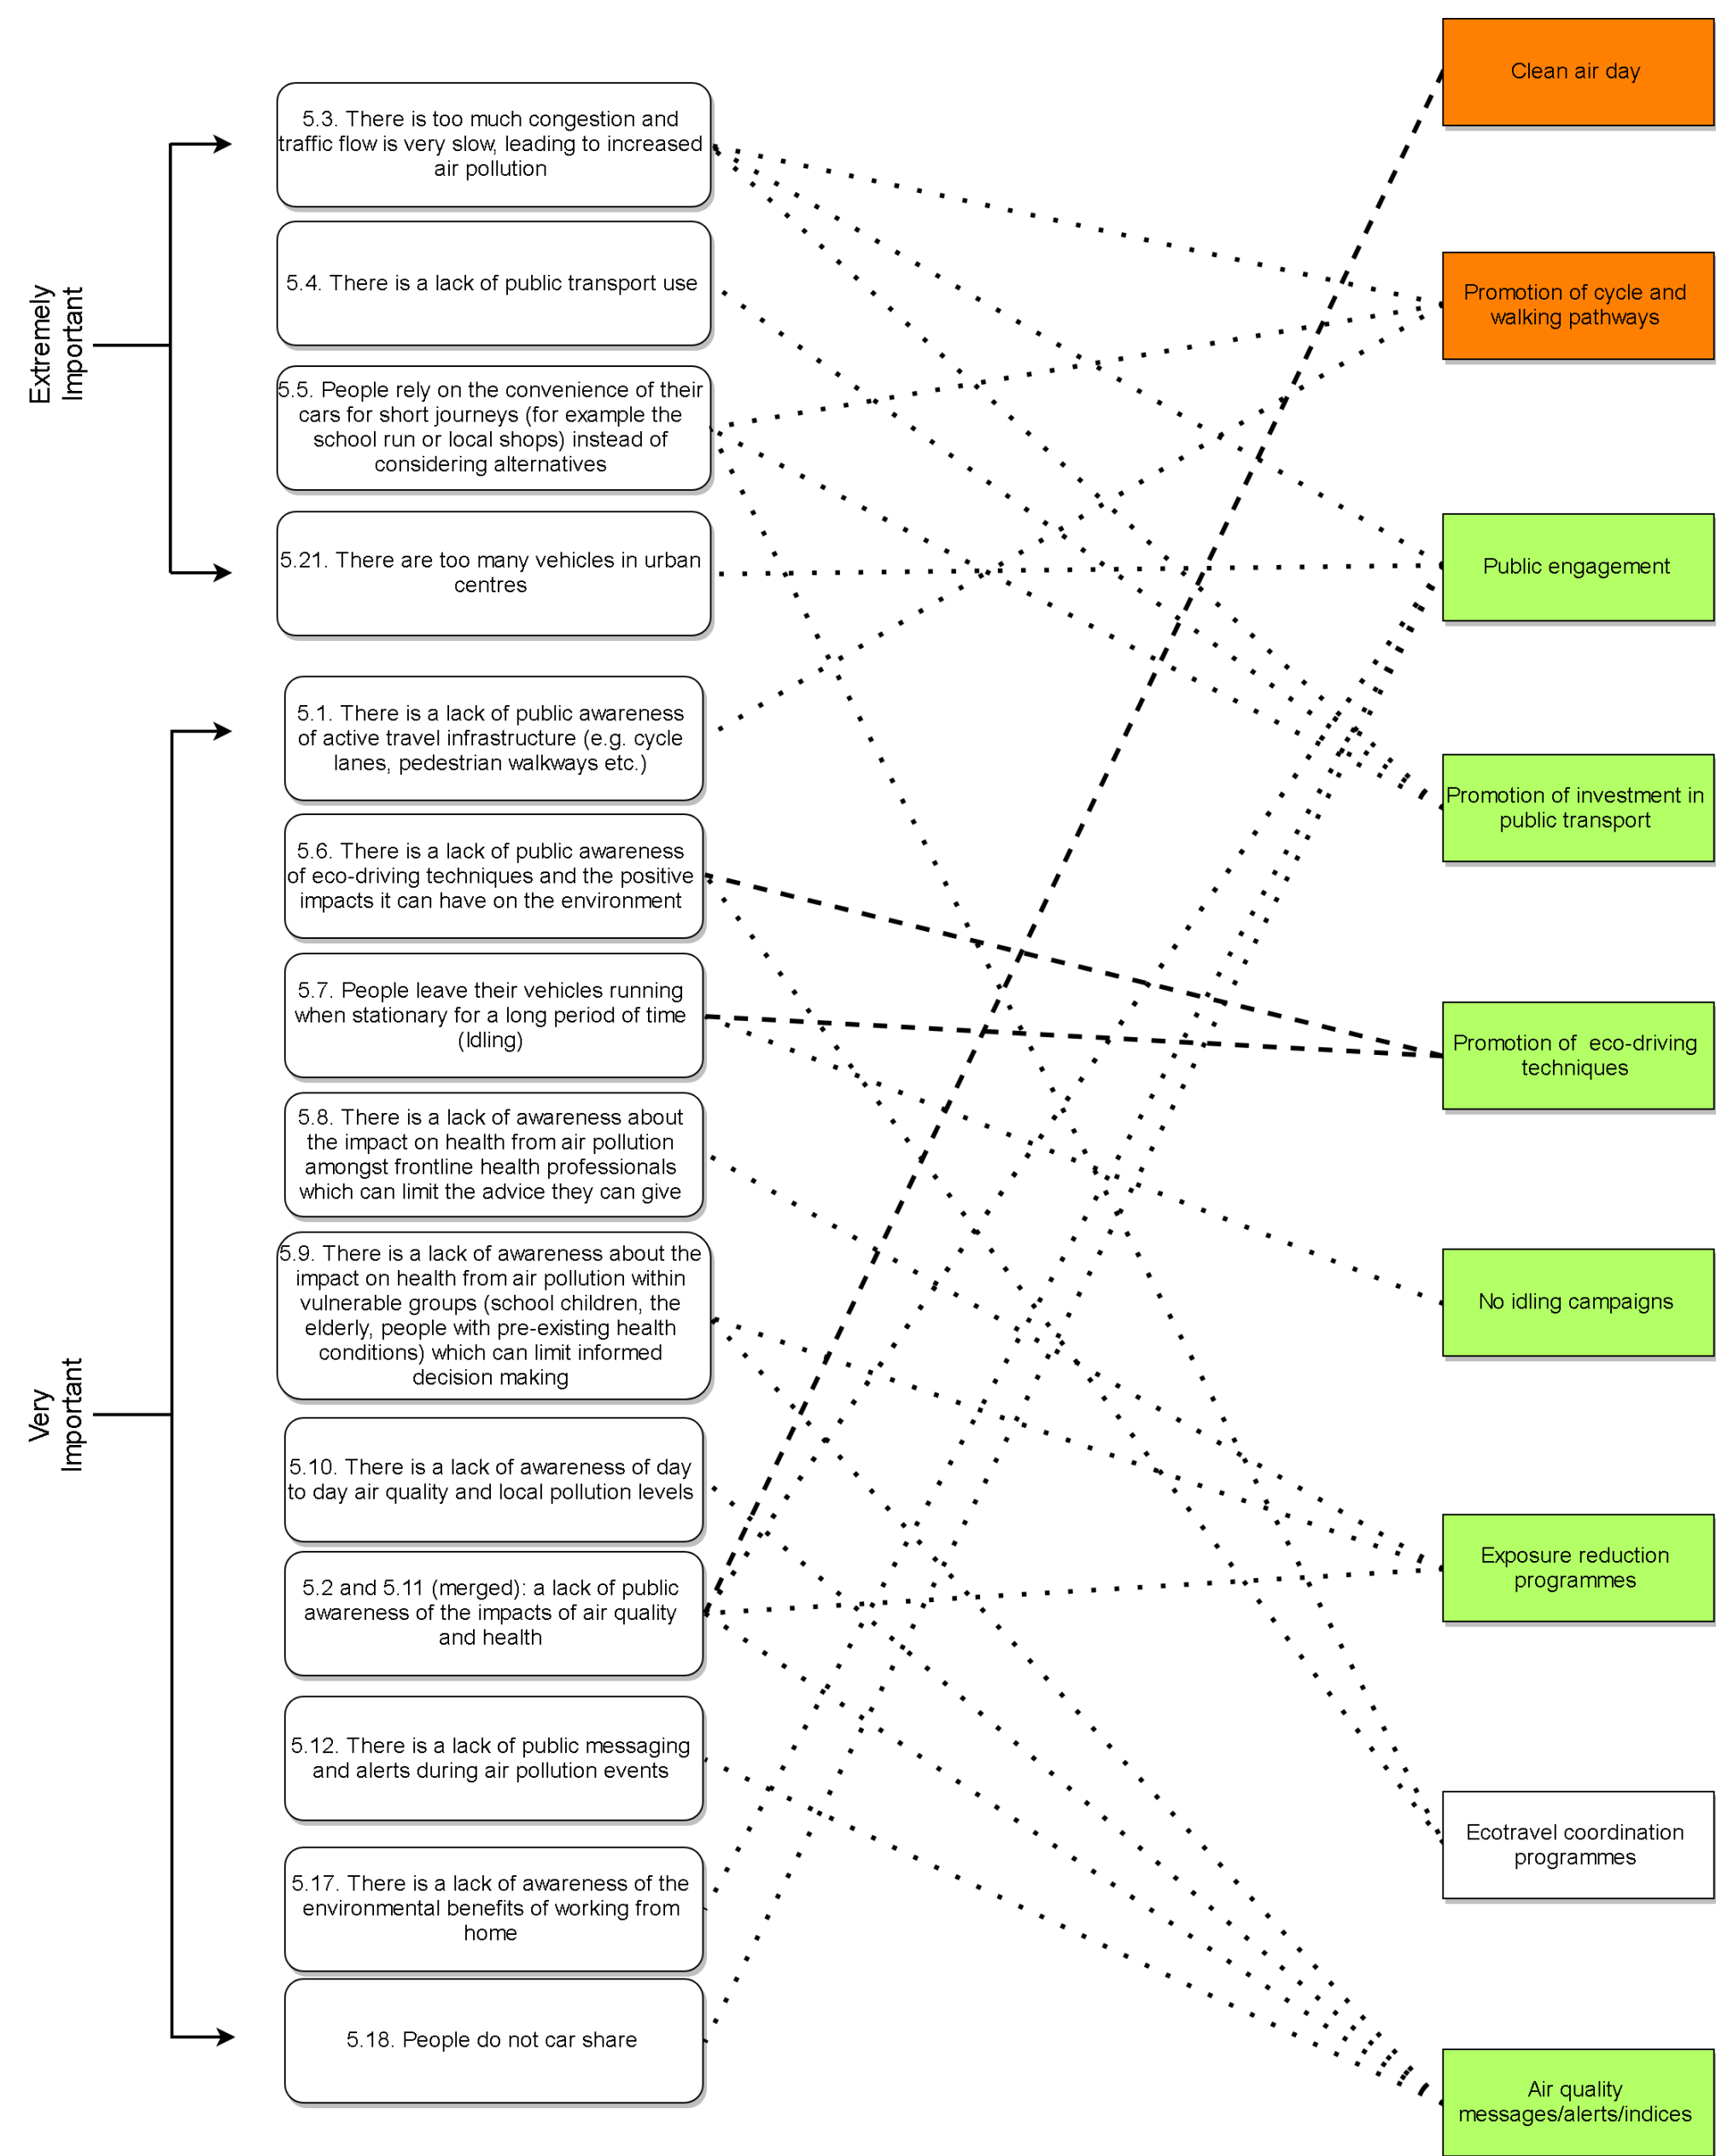 Extremely
Important
5.3. There is too much congestion and
traffic flow is very slow, leading to increased
air pollution
5.4. There is a lack of public transport use
5.5. People rely on the convenience of their
cars for short journeys (for example the
school run or local shops) instead of
considering alternatives
5.21. There are too many vehicles in urban
centres
Very
Important
5.1. There is a lack of public awareness
of active travel infrastructure (e.g. cycle
lanes, pedestrian walkways etc.)
5.6. There is a lack of public awareness
of eco-driving techniques and the positive
impacts it can have on the environment
5.7. People leave their vehicles running
when stationary for a long period of time
(Idling)
5.8. There is a lack of awareness about
the impact on health from air pollution
amongst frontline health professionals
which can limit the advice they can give
5.9. There is a lack of awareness about the
impact on health from air pollution within
vulnerable groups (school children, the
elderly, people with pre-existing health
conditions) which can limit informed
decision making
5.10. There is a lack of awareness of day
to day air quality and local pollution levels
5.2 and 5.11 (merged): a lack of public
awareness of the impacts of air quality
and health
5.12. There is a lack of public messaging
and alerts during air pollution events
5.17. There is a lack of awareness of the
environmental benefits of working from
home
5.18. People do not car share
Clean air day
Promotion of cycle and
walking pathways
Public engagement
Promotion of investment in
public transport
Promotion of  eco-driving
techniques
No idling campaigns
Exposure reduction
programmes
Ecotravel coordination
programmes
Air quality
messages/alerts/indices